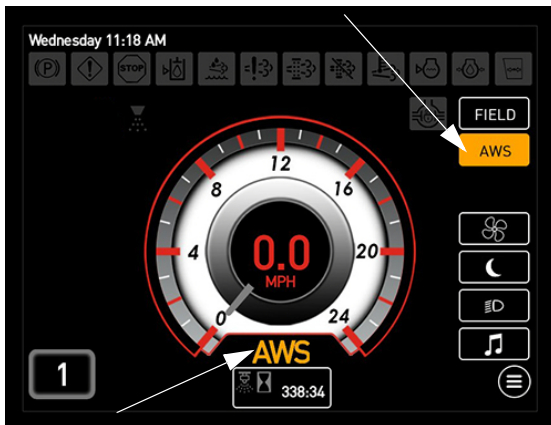 Wednesday 11:18 AM
(P)
STOP
FIELD
AWS
12
8
16
4
20
0.0
MPH
0
24
AWS
1
338:34